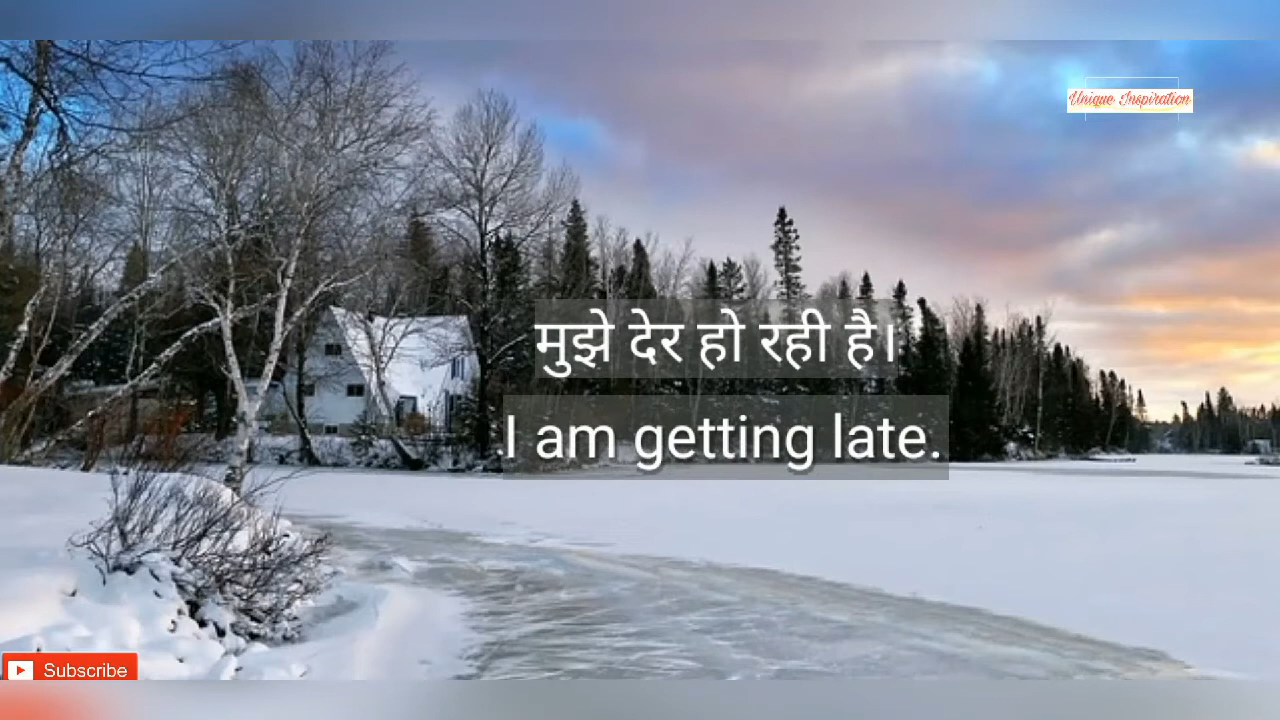 Unique Inspiration
मुझे देर हो रही है।
I am getting late.
Subscribe